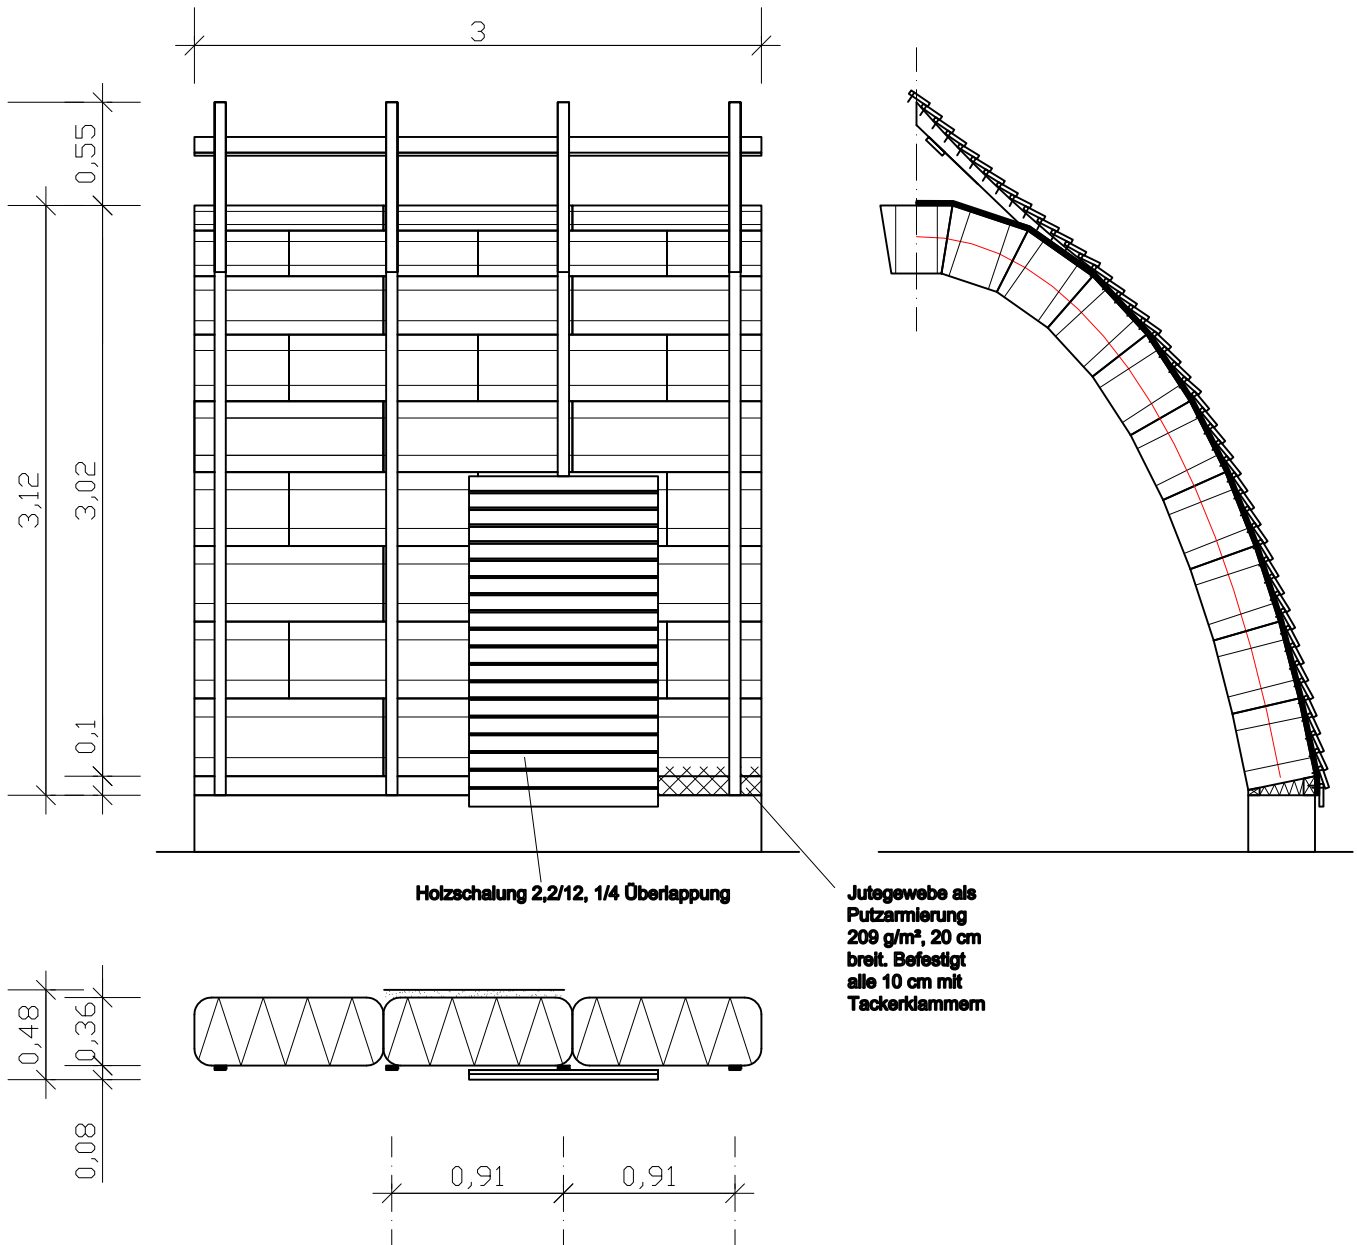 3
0,55
3,12
3,02
0,1
Holzschalung 2,2/12, 1/4 Überlappung
Jutegewebe als
Putzarmierung
209 g/m², 20 cm
breit. Befestigt
alle 10 cm mit
Tackerklammern
0,48
0,36
0,08
0,91
0,91